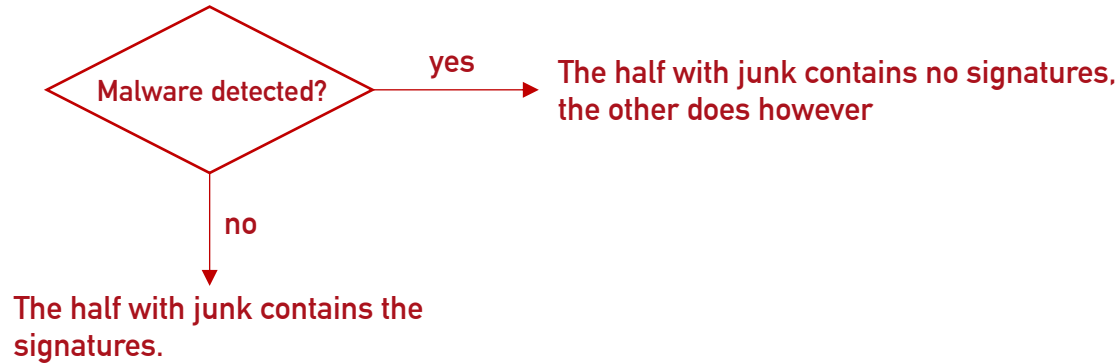 Malware detected?
yes
The half with junk contains no signatures,
the other does however
no
The half with junk contains the
signatures.